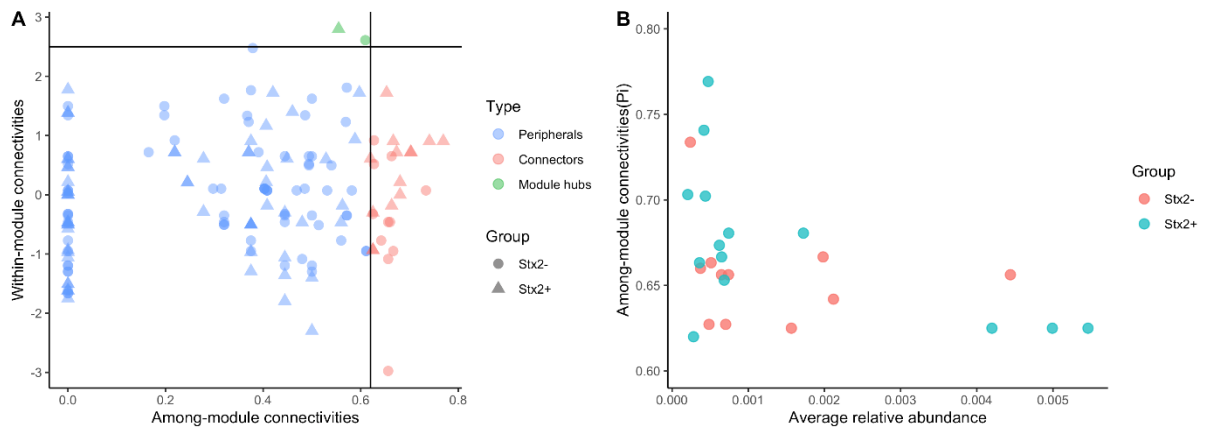 A
3
2
1
0
-1
-2
-3
Within-module connectivities
0.0
0.2
0.4
0.6
0.8
Among-module connectivities
Type
Peripherals
Connectors
Module hubs
Group
Stx2-
Stx2+
B
0.80
0.75
0.70
0.65
0.60
Among-module connectivities(Pi)
0.000
0.001
0.002
0.003
0.004
0.005
Average relative abundance
Group
Stx2-
Stx2+